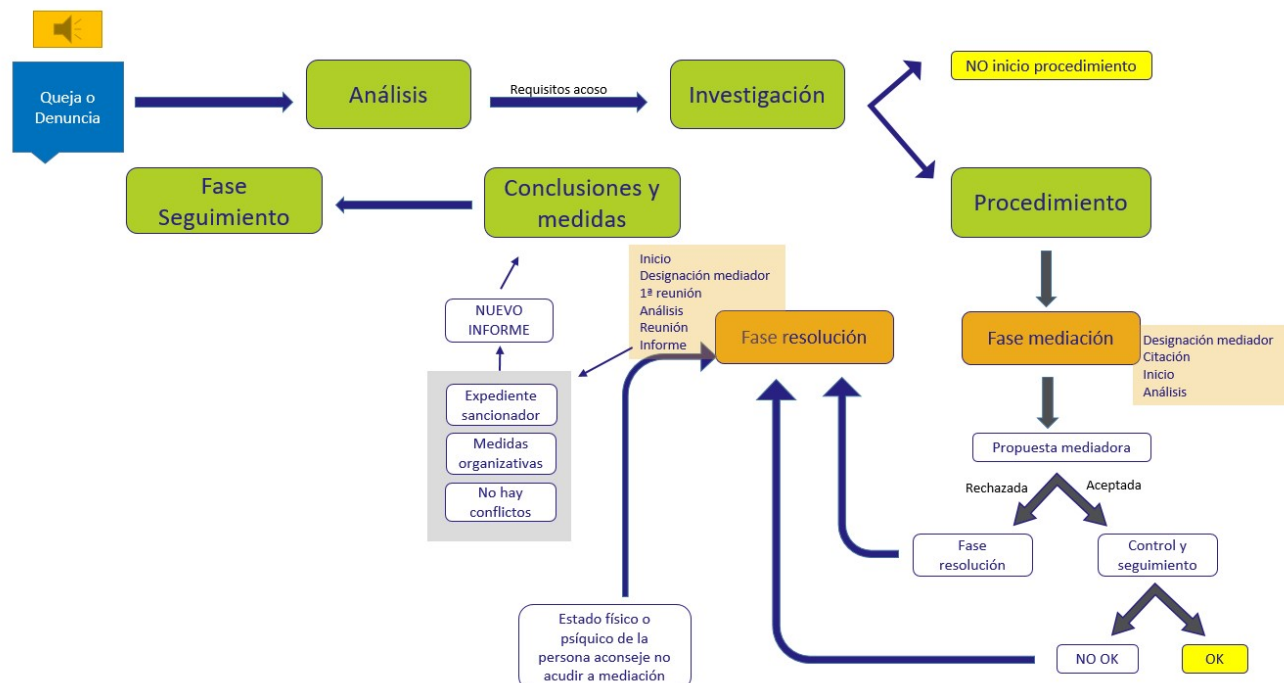 Queja o
Denuncia
Análisis
Requisitos acoso
Investigación
NO inicio procedimiento
Fase
Seguimiento
Conclusiones y
medidas
Procedimiento
Inicio
Designación mediador
1ª reunión
Análisis
Reunión
Informe
Fase resolución
Fase mediación
Designación mediador
Citación
Inicio
Análisis
NUEVO
INFORME
Expediente
sancionador
Medidas
organizativas
No hay
conflictos
Propuesta mediadora
Rechazada
Aceptada
Fase
resolución
Control y
seguimiento
Estado físico o
psíquico de la
persona aconseje no
acudir a mediación
NO OK
OK